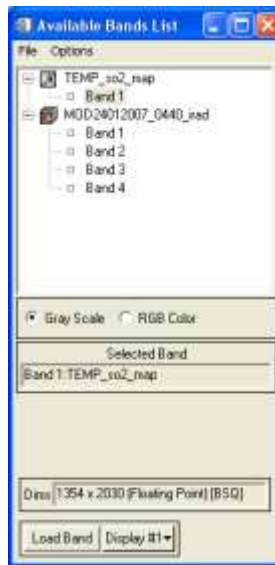 Available Bands List
File Options
TEMP_so2_map
Band 1
MOD24012007_0440_irad
Band 1
Band 2
Band 3
Band 4
Gray Scale RGB Color
Selected Band
Band 1:TEMP_so2_map
Dims 1354 x 2030 (Floating Point) [BSQ]
Load Band Display #1